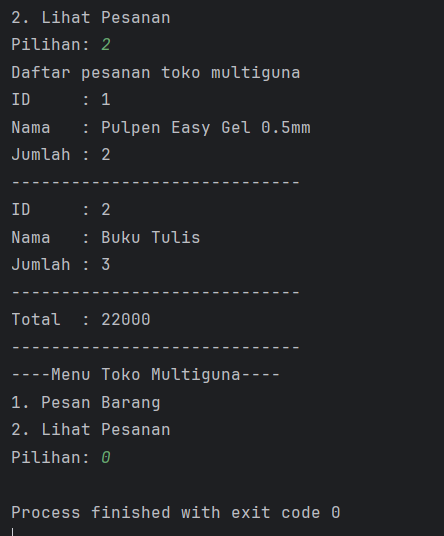 2. Lihat Pesanan
Pilihan: 2
Daftar pesanan toko multiguna
ID     : 1
Nama   : Pulpen Easy Gel 0.5mm
Jumlah : 2
-----------------------------
ID     : 2
Nama   : Buku Tulis
Jumlah : 3
-----------------------------
Total  : 22000
-----------------------------
----Menu Toko Multiguna----
1. Pesan Barang
2. Lihat Pesanan
Pilihan: 0
Process finished with exit code 0